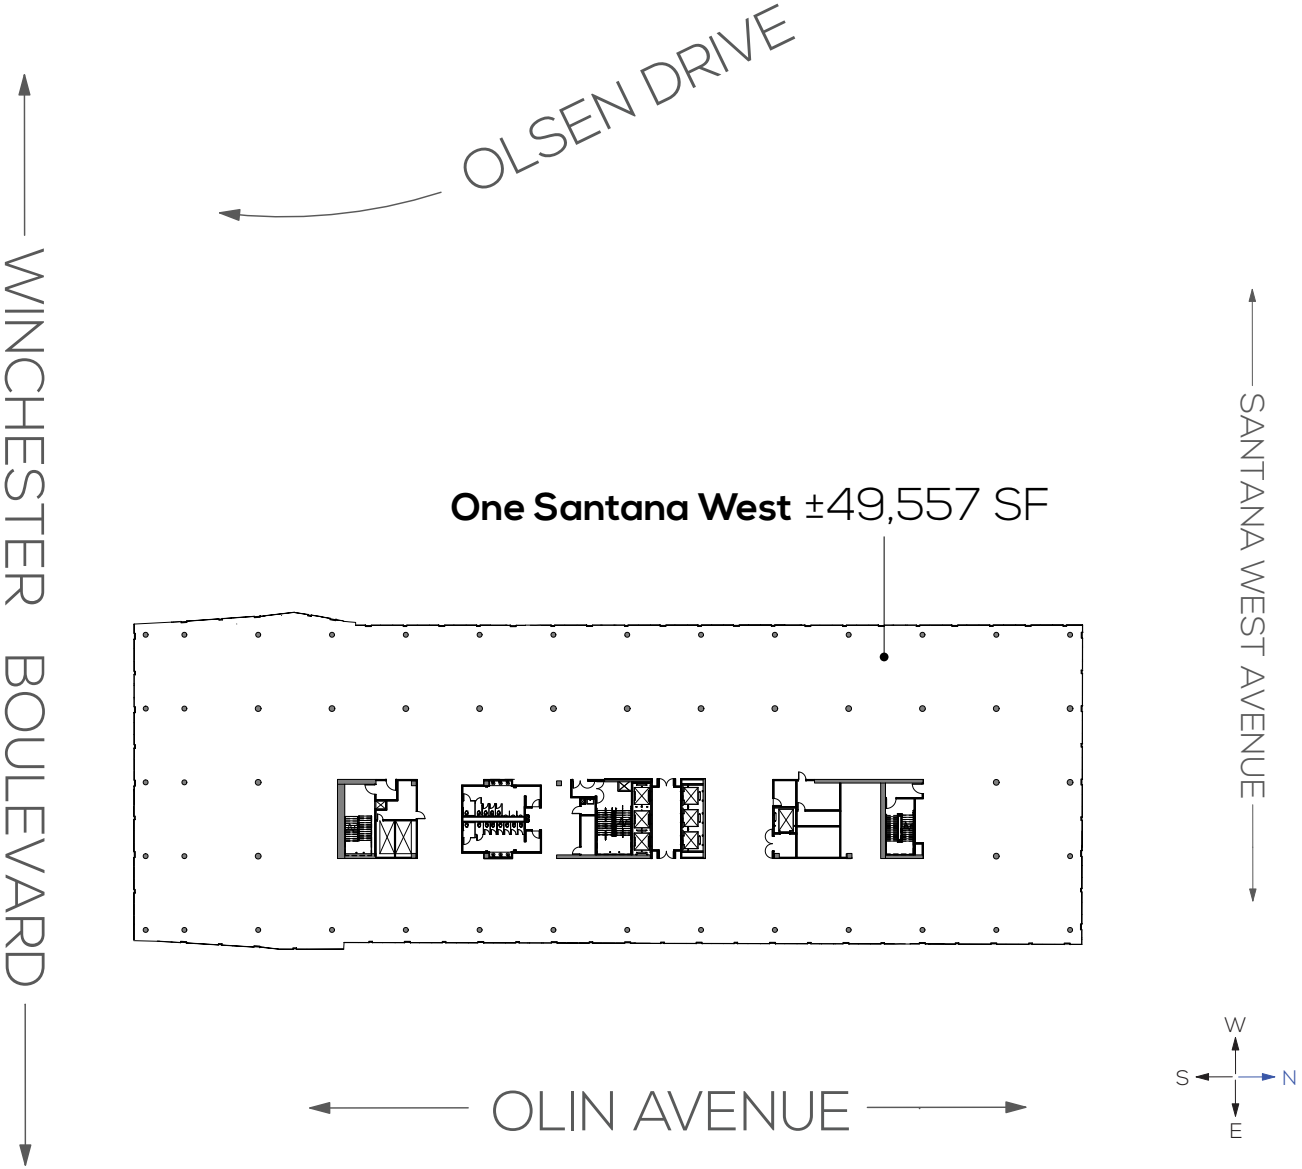 OLSEN DRIVE
WINCHESTER BOULEVARD
SANTANA WEST AVENUE
One Santana West ±49,557 SF
OLIN AVENUE
W
S N
E